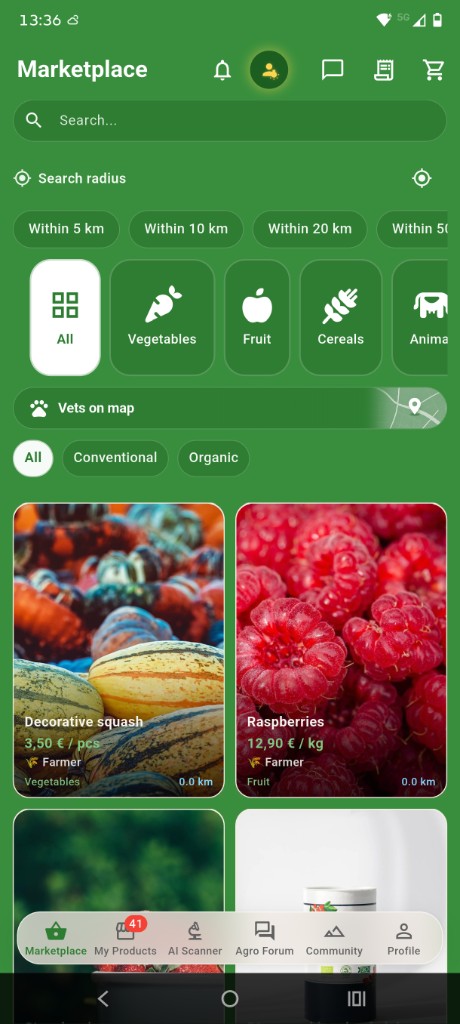 13:36
5G
Marketplace
Search...
Search radius
Within 5 km
Within 10 km
Within 20 km
Within 50
All
Vegetables
Fruit
Cereals
Anima
Vets on map
All
Conventional
Organic
Decorative squash
3,50 € / pcs
Farmer
Vegetables
0.0 km
Raspberries
12,90 € / kg
Farmer
Fruit
0.0 km
41
Marketplace
My Products
AI Scanner
Agro Forum
Community
Profile